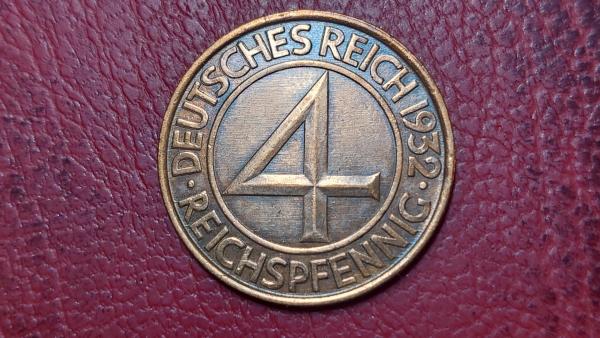 DEUTSCHES REICH 1932
4
REICHSPFENNIG